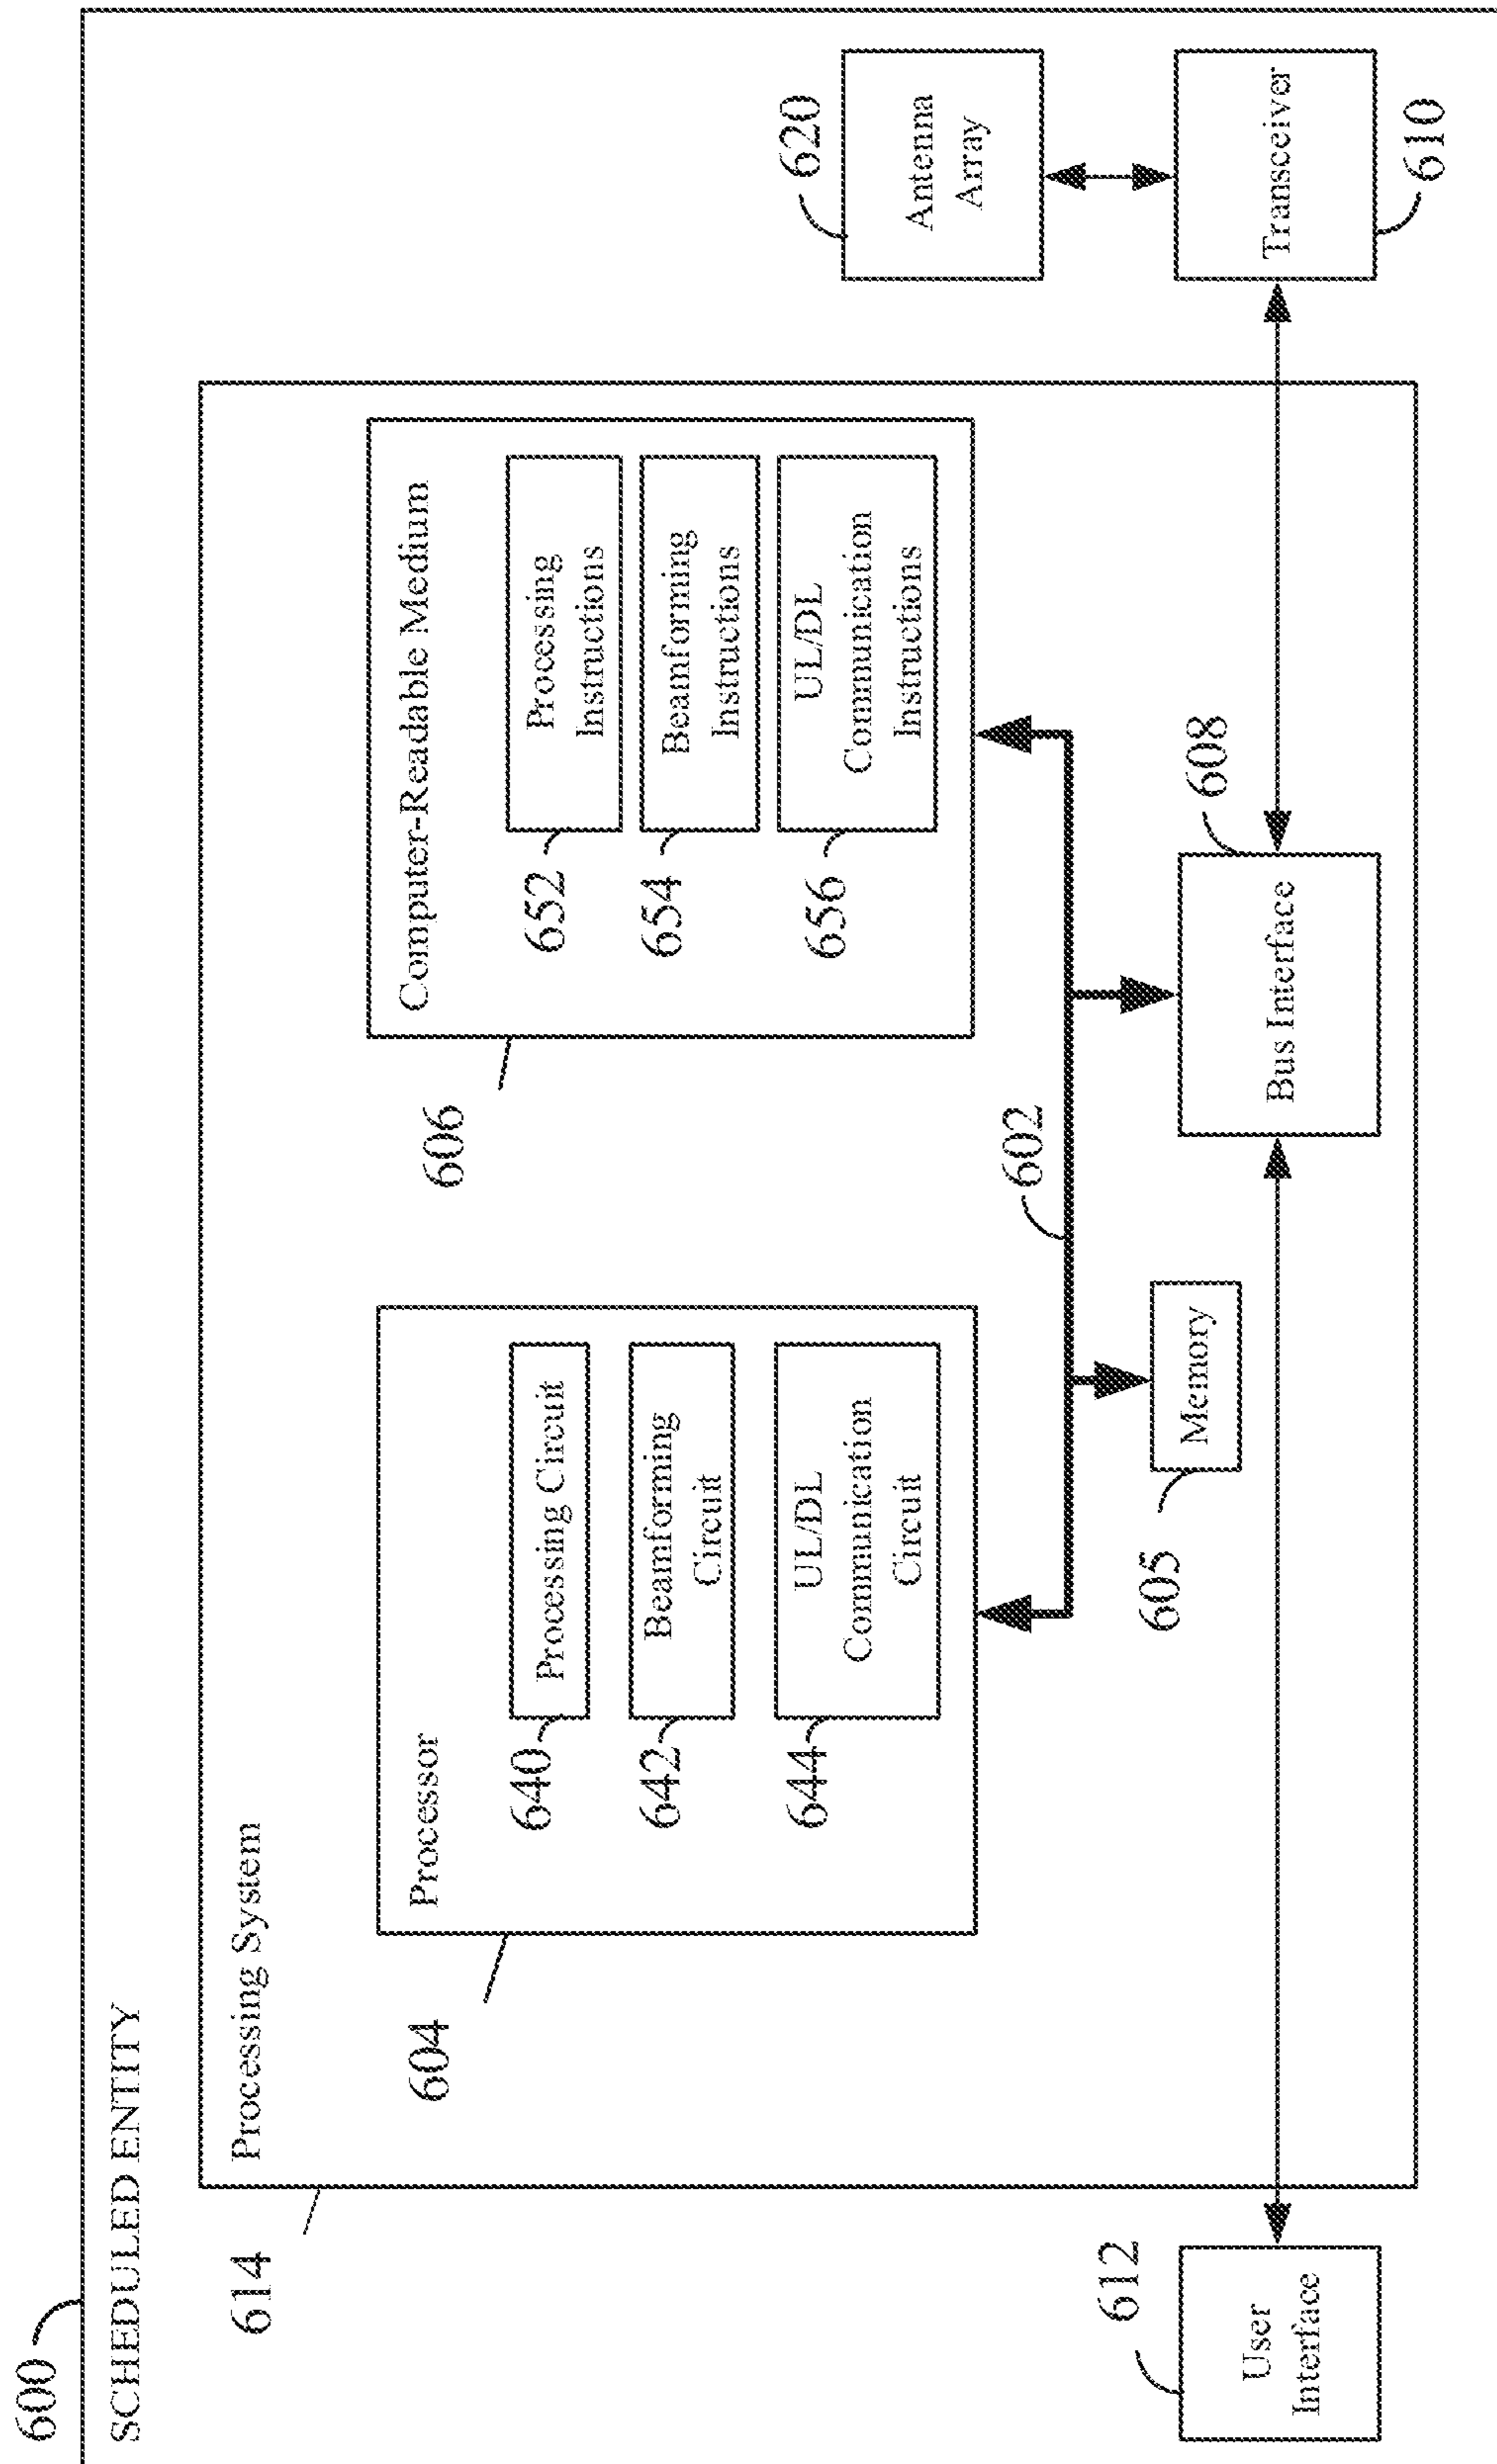 600
SCHEDULED ENTITY
614
Processing System
604
Processor
640
Processing Circuit
642
Beamforming
Circuit
644
UL/DL
Communication
Circuit
606
Computer-Readable Medium
652
Processing
Instructions
654
Beamforming
Instructions
656
UL/DL
Communication
Instructions
602
605
Memory
608
Bus Interface
612
User
Interface
620
Antenna
Array
Transceiver
610